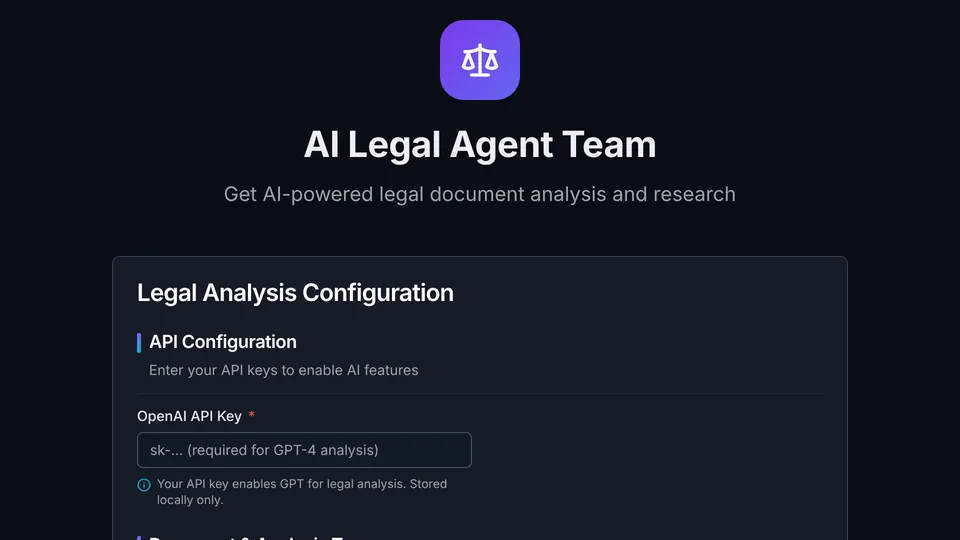 AI Legal Agent Team
Get AI-powered legal document analysis and research
Legal Analysis Configuration
API Configuration
Enter your API keys to enable AI features
OpenAI API Key *
sk-... (required for GPT-4 analysis)
Your API key enables GPT for legal analysis. Stored
locally only.